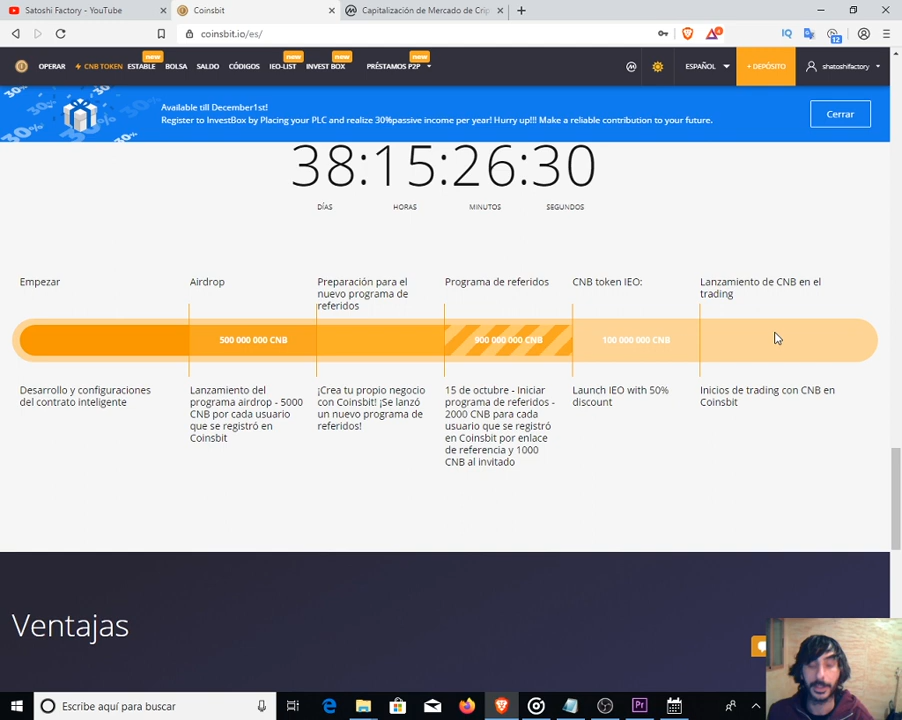 Satoshi Factory - YouTube
Coinsbit
Capitalización de Mercado de Crip
coinsbit.io/es/
IQ
12
OPERAR
CNB TOKEN
ESTABLE
new
BOLSA
SALDO
CÓDIGOS
IEO-LIST
new
INVEST BOX
new
PRÉSTAMOS P2P
new
ESPAÑOL
+ DEPÓSITO
shatoshifactory
30%
Available till December1st!
Register to InvestBox by Placing your PLC and realize 30%passive income per year! Hurry up!!! Make a reliable contribution to your future.
Cerrar
38:15:26:30
DÍAS
HORAS
MINUTOS
SEGUNDOS
Empezar
Airdrop
Preparación para el
nuevo programa de
referidos
Programa de referidos
CNB token IEO:
Lanzamiento de CNB en el
trading
500 000 000 CNB
900 000 000 CNB
100 000 000 CNB
Desarrollo y configuraciones
del contrato inteligente
Lanzamiento del
programa airdrop - 5000
CNB por cada usuario
que se registró en
Coinsbit
¡Crea tu propio negocio
con Coinsbit! ¡Se lanzó
un nuevo programa de
referidos!
15 de octubre - Iniciar
programa de referidos -
2000 CNB para cada
usuario que se registró
en Coinsbit por enlace
de referencia y 1000
CNB al invitado
Launch IEO with 50%
discount
Inicios de trading con CNB en
Coinsbit
Ventajas
Escribe aquí para buscar
Pr